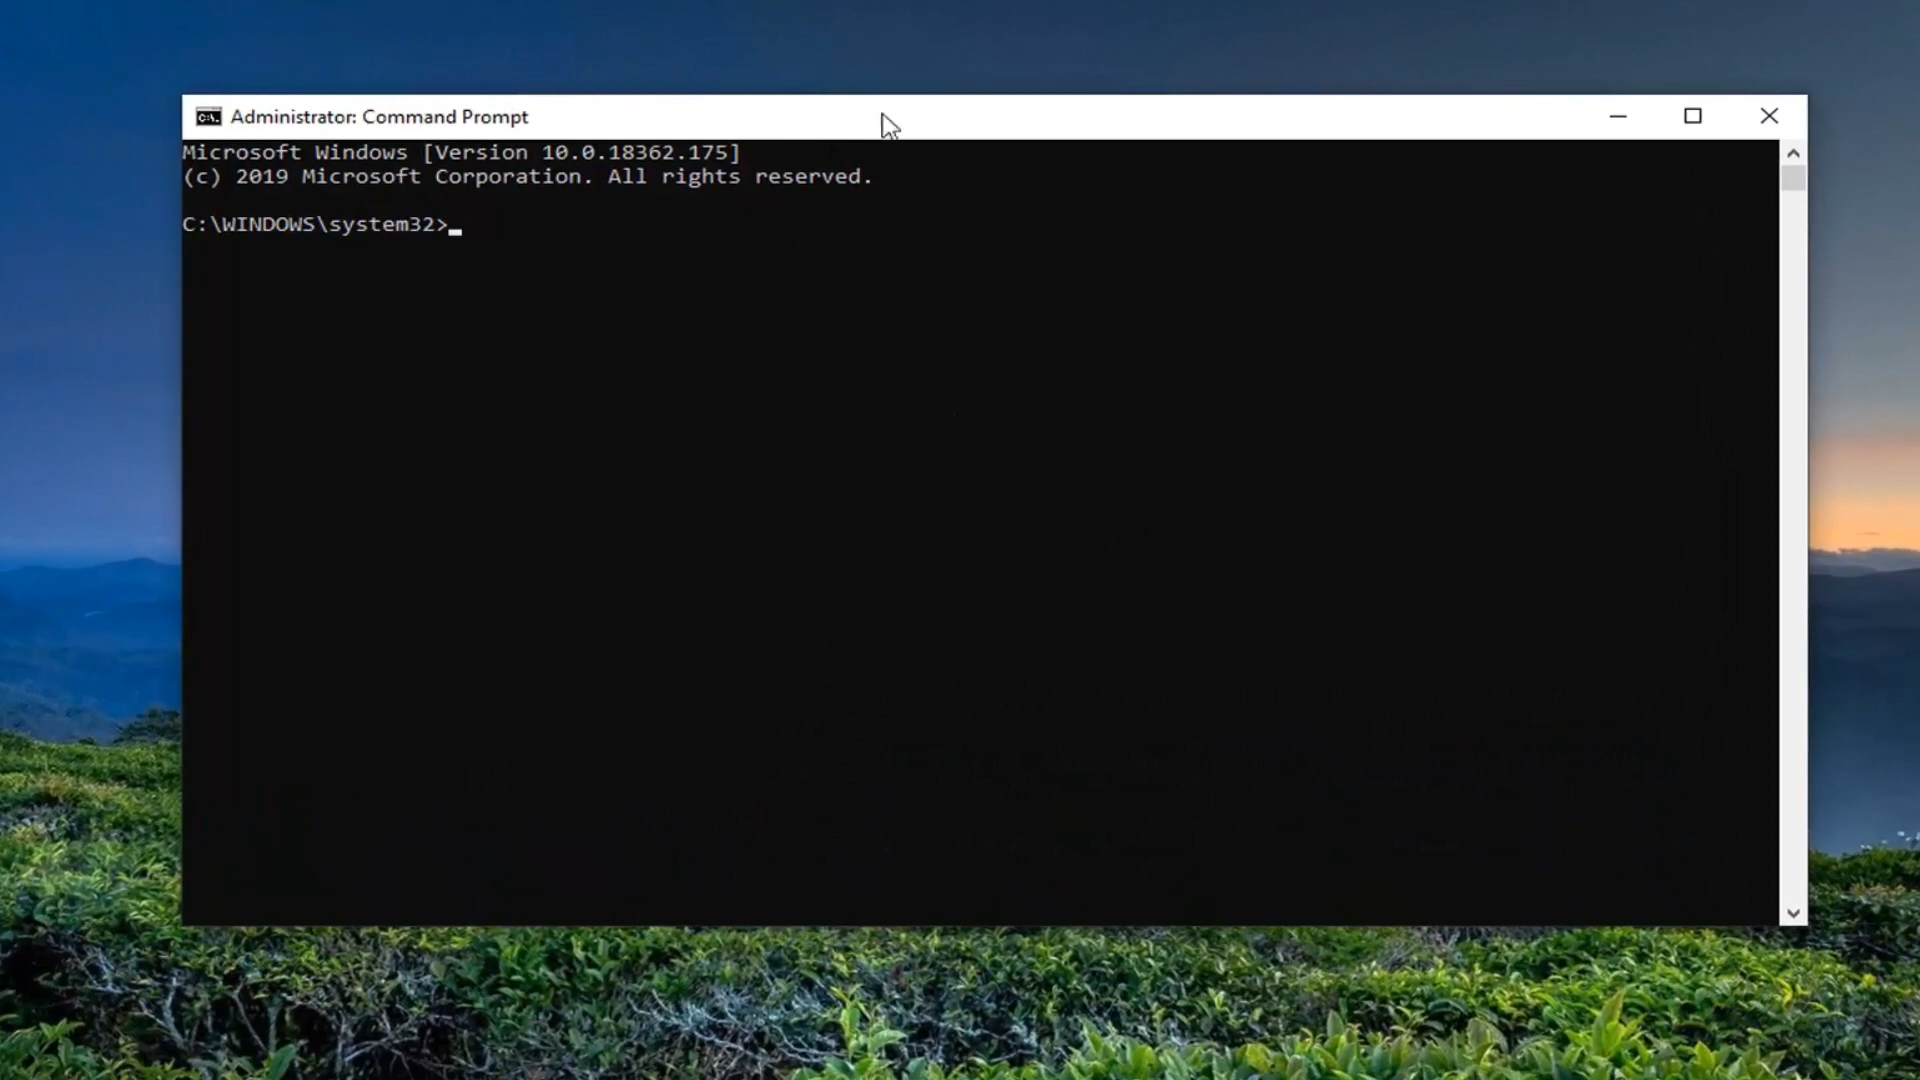 Administrator: Command Prompt
Microsoft Windows [Version 10.0.18362.175]
(c) 2019 Microsoft Corporation. All rights reserved.
C:\WINDOWS\system32>